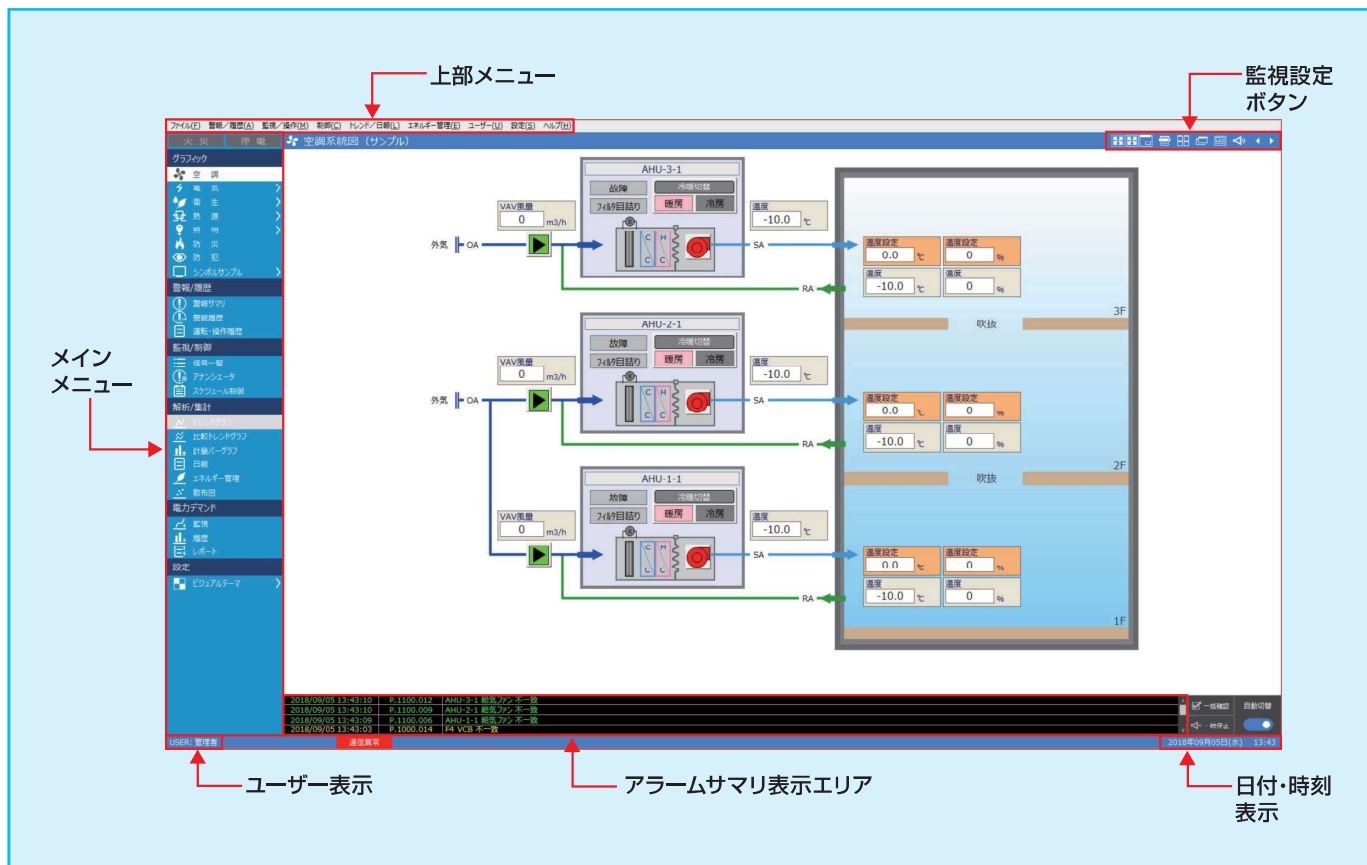 上部メニュー
監視設定
ボタン
ファイル(F) 警報/履歴(A) 監視/操作(M) 制御(C) トレンド/日報(L) エネルギー管理(E) ユーザー(U) 設定(S) ヘルプ(H)
火災 停電
空調系統図 (サンプル)
グラフィック
空調
電気
衛生
熱源
照明
防災
防犯
シンボルサンプル
警報/履歴
警報サマリ
警報履歴
運転・操作履歴
監視/制御
信号一覧
アナンシエータ
スケジュール制御
解析/集計
トレンドグラフ
比較トレンドグラフ
計量バーグラフ
日報
エネルギー管理
散布図
電力デマンド
監視
履歴
レポート
設定
ビジュアルテーマ
メイン
メニュー
AHU-3-1
故障 冷暖切替
フィルタ目詰り 暖房 冷房
C H
C C
VAV風量
0 m3/h
温度
-10.0 ℃
外気 OA
SA
RA
温度設定 温度設定
0.0 ℃ 0 %
温度 湿度
-10.0 ℃ 0 %
3F
吹抜
AHU-2-1
故障 冷暖切替
フィルタ目詰り 暖房 冷房
C H
C C
VAV風量
0 m3/h
温度
-10.0 ℃
外気 OA
SA
RA
温度設定 温度設定
0.0 ℃ 0 %
温度 湿度
-10.0 ℃ 0 %
2F
吹抜
AHU-1-1
故障 冷暖切替
フィルタ目詰り 暖房 冷房
C H
C C
VAV風量
0 m3/h
温度
-10.0 ℃
SA
RA
温度設定 温度設定
0.0 ℃ 0 %
温度 湿度
-10.0 ℃ 0 %
1F
2018/09/05 13:43:10 P.1100.012 AHU-3-1 給気ファン 不一致
2018/09/05 13:43:10 P.1100.009 AHU-2-1 給気ファン 不一致
2018/09/05 13:43:09 P.1100.006 AHU-1-1 給気ファン 不一致
2018/09/05 13:43:03 P.1000.014 F4 VCB 不一致
一括確認 自動切替
一時停止
USER: 管理者
通信異常
2018年09月05日(水) 13:43
ユーザー表示
アラームサマリ表示エリア
日付・時刻
表示